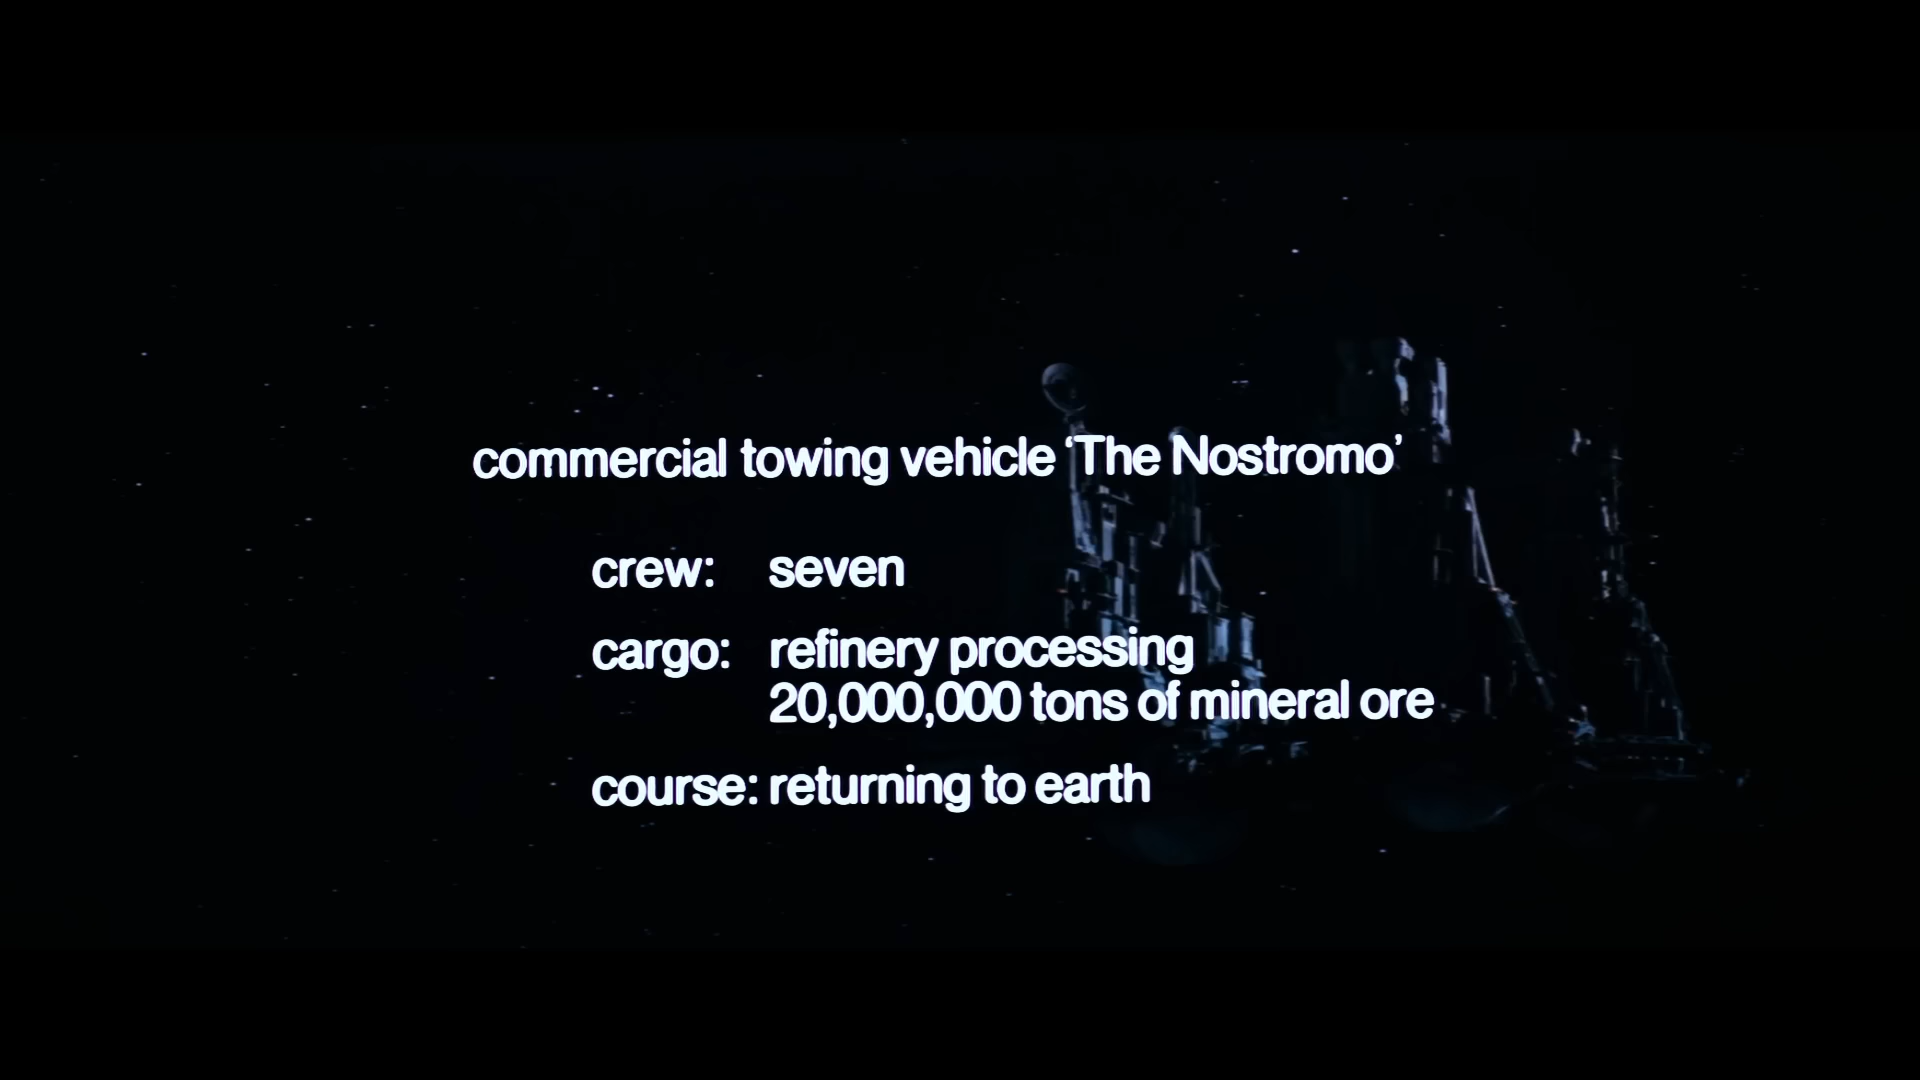 commercial towing vehicle ‘The Nostromo’
crew: seven
cargo: refinery processing
20,000,000 tons of mineral ore
course: returning to earth